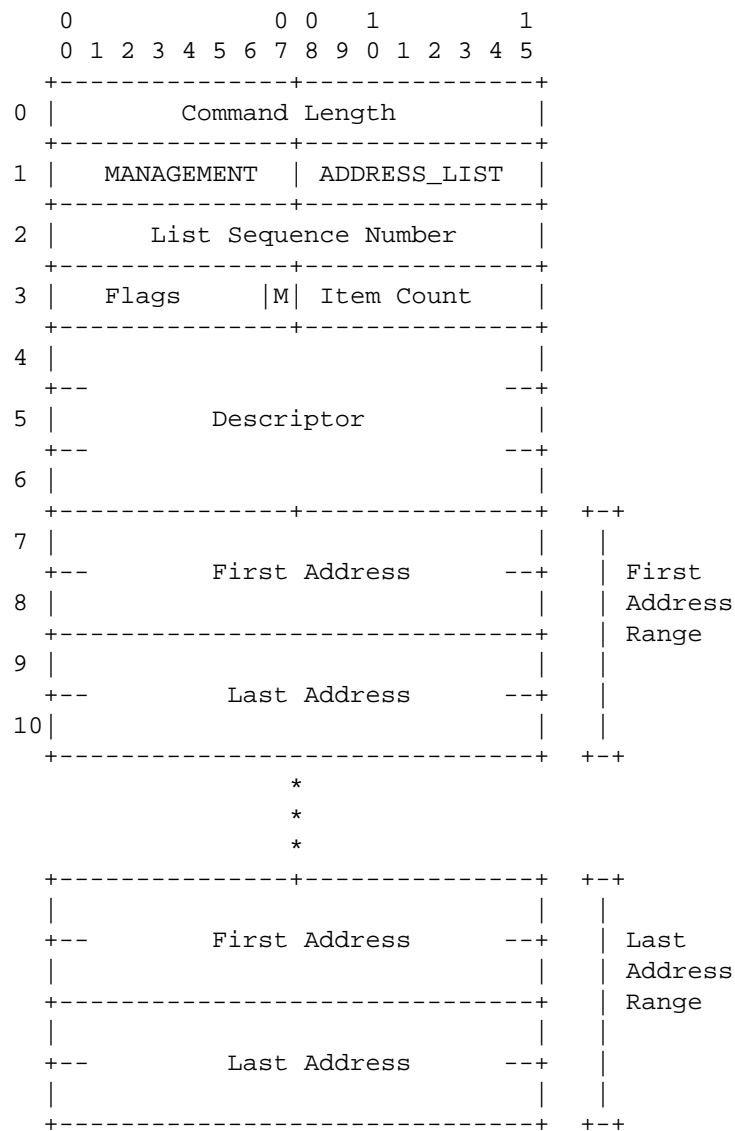 0             0 0   1         1
     0 1 2 3 4 5 6 7 8 9 0 1 2 3 4 5
    +---------------+---------------+
0   |        Command Length         |
    +---------------+---------------+
1   |   MANAGEMENT  | ADDRESS_LIST  |
    +---------------+---------------+
2   |      List Sequence Number     |
    +---------------+---------------+
3   |   Flags     |M| Item Count    |
    +---------------+---------------+
4   |                               |
    +--                           --+
5   |          Descriptor           |
    +--                           --+
6   |                               |
    +---------------+---------------+  +-+
7   |                               |   |
    +--        First Address      --+   | First
8   |                               |   | Address
    +-------------------------------+   | Range
9   |                               |   |
    +--         Last Address      --+   |
10|                               |   |
    +-------------------------------+  +-+
                    *
                    *
                    *
    +---------------+---------------+  +-+
    |                               |   |
    +--        First Address      --+   | Last
    |                               |   | Address
    +-------------------------------+   | Range
    |                               |   |
    +--         Last Address      --+   |
    |                               |   |
    +-------------------------------+  +-+